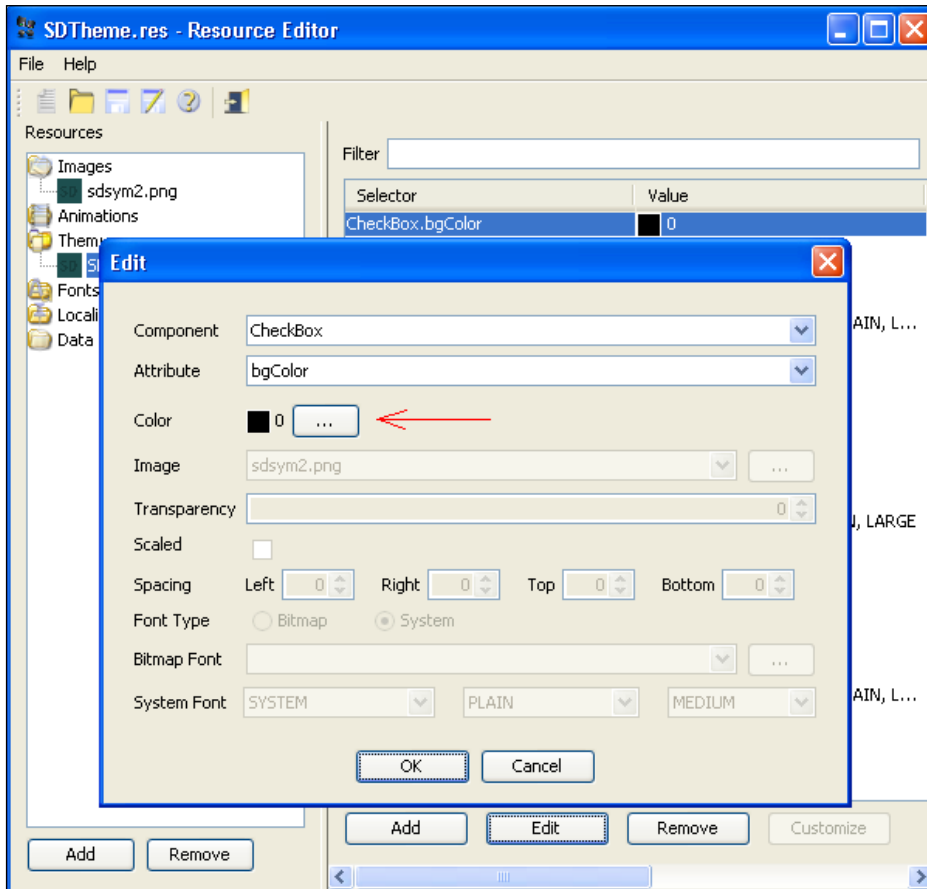 SDTheme.res - Resource Editor
File Help
Resources
Images
sdsym2.png
Animations
Fonts
Data
Filter
Selector Value
CheckBox.bgColor 0
AIN, L...
LARGE
AIN, L...
Edit
Component CheckBox
Attribute bgColor
Color 0 ...
Image sdsym2.png ...
Transparency 0
Scaled
Spacing Left 0 Right 0 Top 0 Bottom 0
Font Type Bitmap System
Bitmap Font ...
System Font SYSTEM PLAIN MEDIUM
OK Cancel
Add Edit Remove Customize
Add Remove